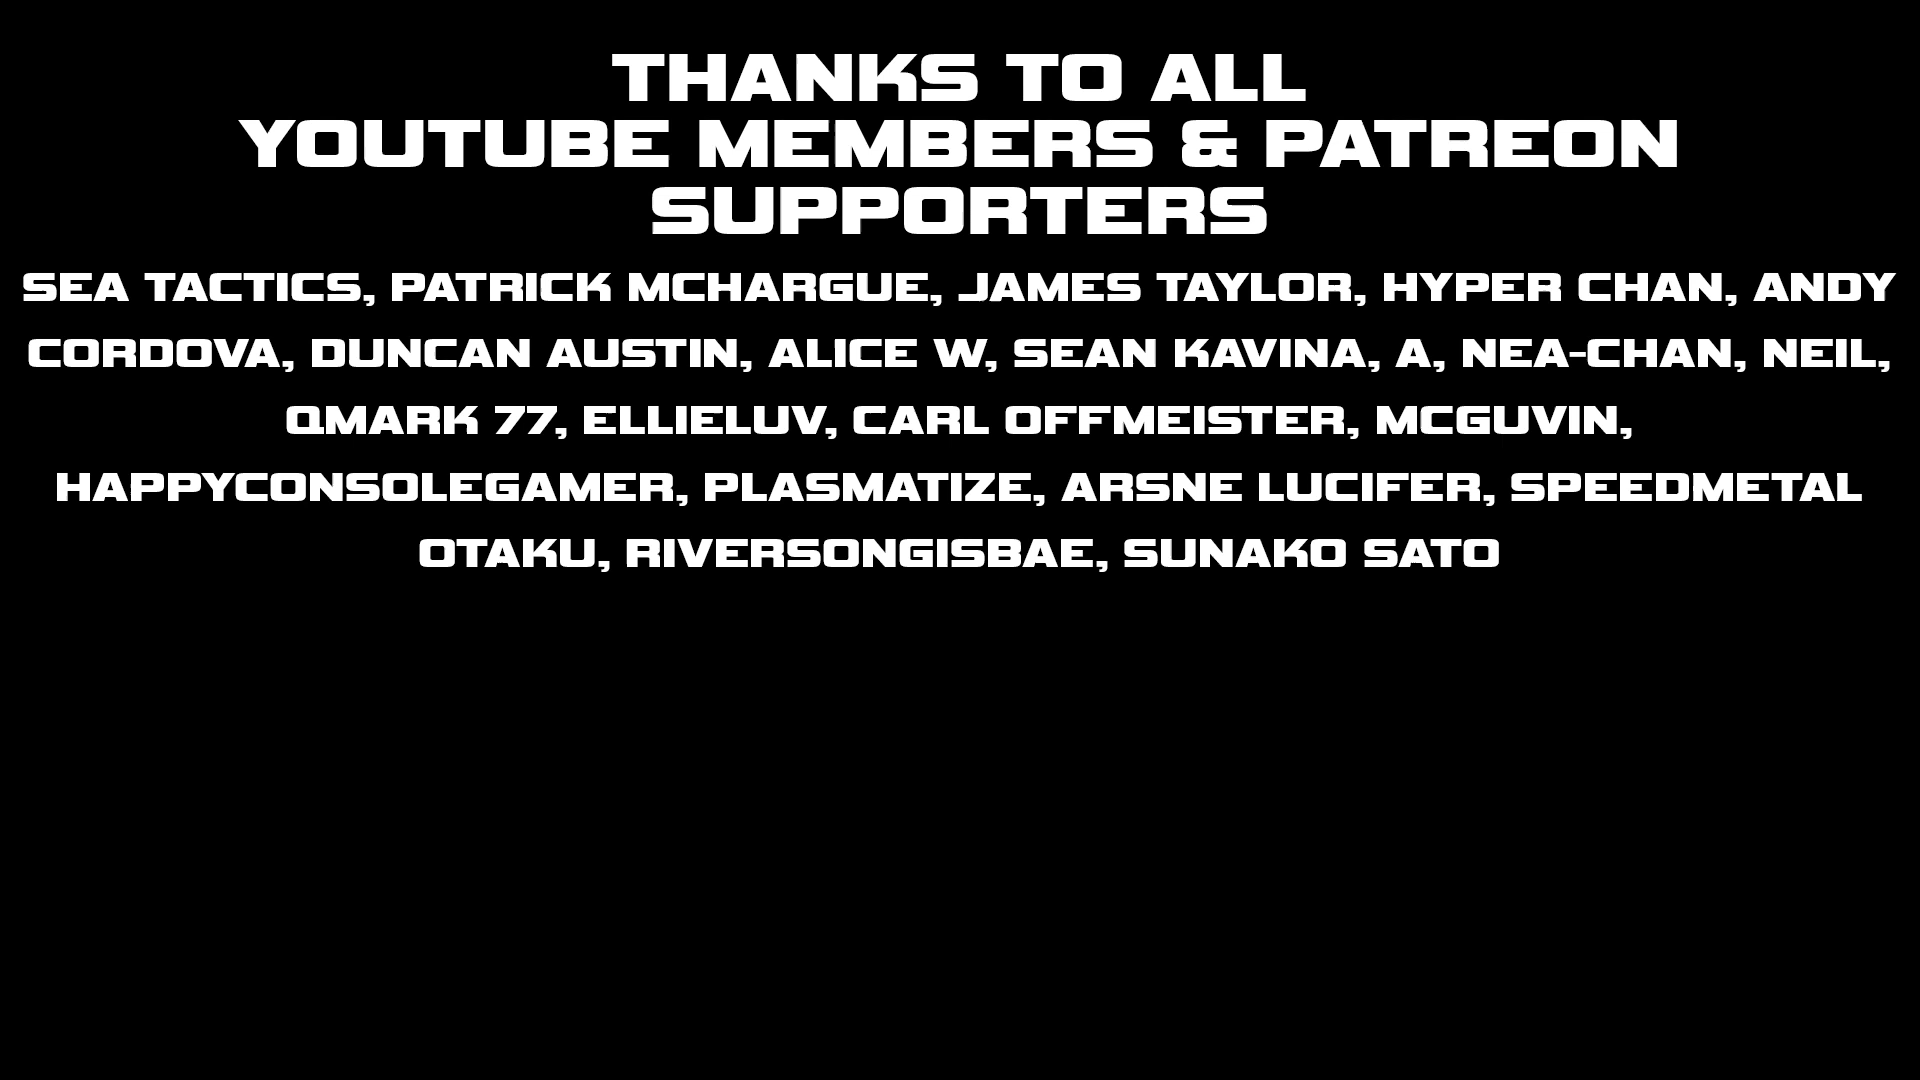 THANKS TO ALL
YOUTUBE MEMBERS & PATREON
SUPPORTERS
SEA TACTICS, PATRICK MCHARGUE, JAMES TAYLOR, HYPER CHAN, ANDY
CORDOVA, DUNCAN AUSTIN, ALICE W, SEAN KAVINA, A, NEA-CHAN, NEIL,
QMARK 77, ELLIELUV, CARL OFFMEISTER, MCGUVIN,
HAPPYCONSOLEGAMER, PLASMATIZE, ARSNE LUCIFER, SPEEDMETAL
OTAKU, RIVERSONGISBAE, SUNAKO SATO